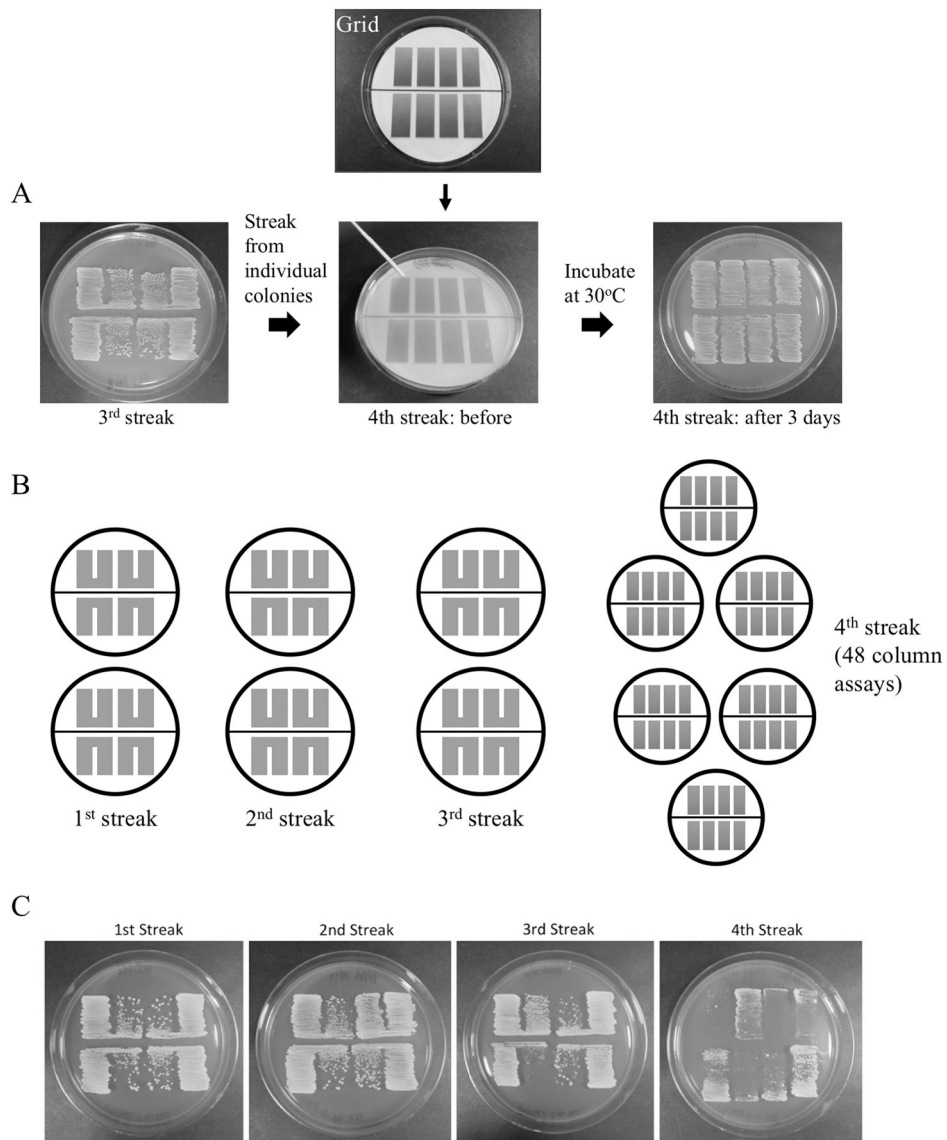 Grid
A
Streak
from
individual
colonies
Incubate
at 30°C
3rd streak
4th streak: before
4th streak: after 3 days
B
1st streak
2nd streak
3rd streak
4th streak
(48 column
assays)
C
1st Streak
2nd Streak
3rd Streak
4th Streak